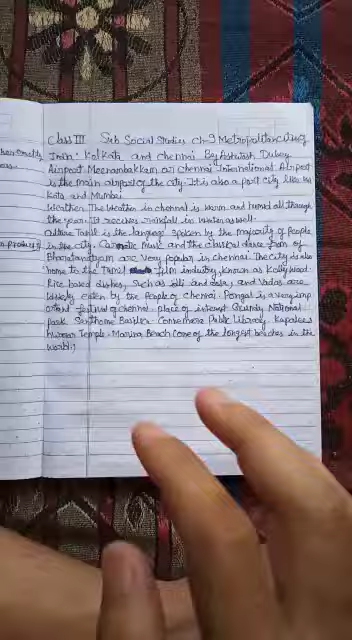 Class III Sub Social Studies Ch-9 Metropolitan Cities
Kolkata and Chennai By Ashutosh Dubey
Airport Meenambakkam or Chennai International Airport
is the main airport of the city. It is also a port city like Kol
Kata and Mumbai
Weather. The weather in chennai is warm and humid all through
the year. It receives rainfall in winter as well.
Tamil is the language spoken by the majority of people
in the city. Carnatic music and the classical dance form of
Bharatanatyam are very popular in chennai. The city is also
home to the Tamil film industry, known as Kollywood.
Rice based dishes, such as idli and dosa, and Vadas are
widely eaten by the people of Chennai. Pongal is a very imp
ortant festival of chennai. place of interest Guindy National
park. Santhome Basilica. Connemara Public Library. Kapalees
hwarar Temple. Marina Beach (one of the longest beaches in the
world.)